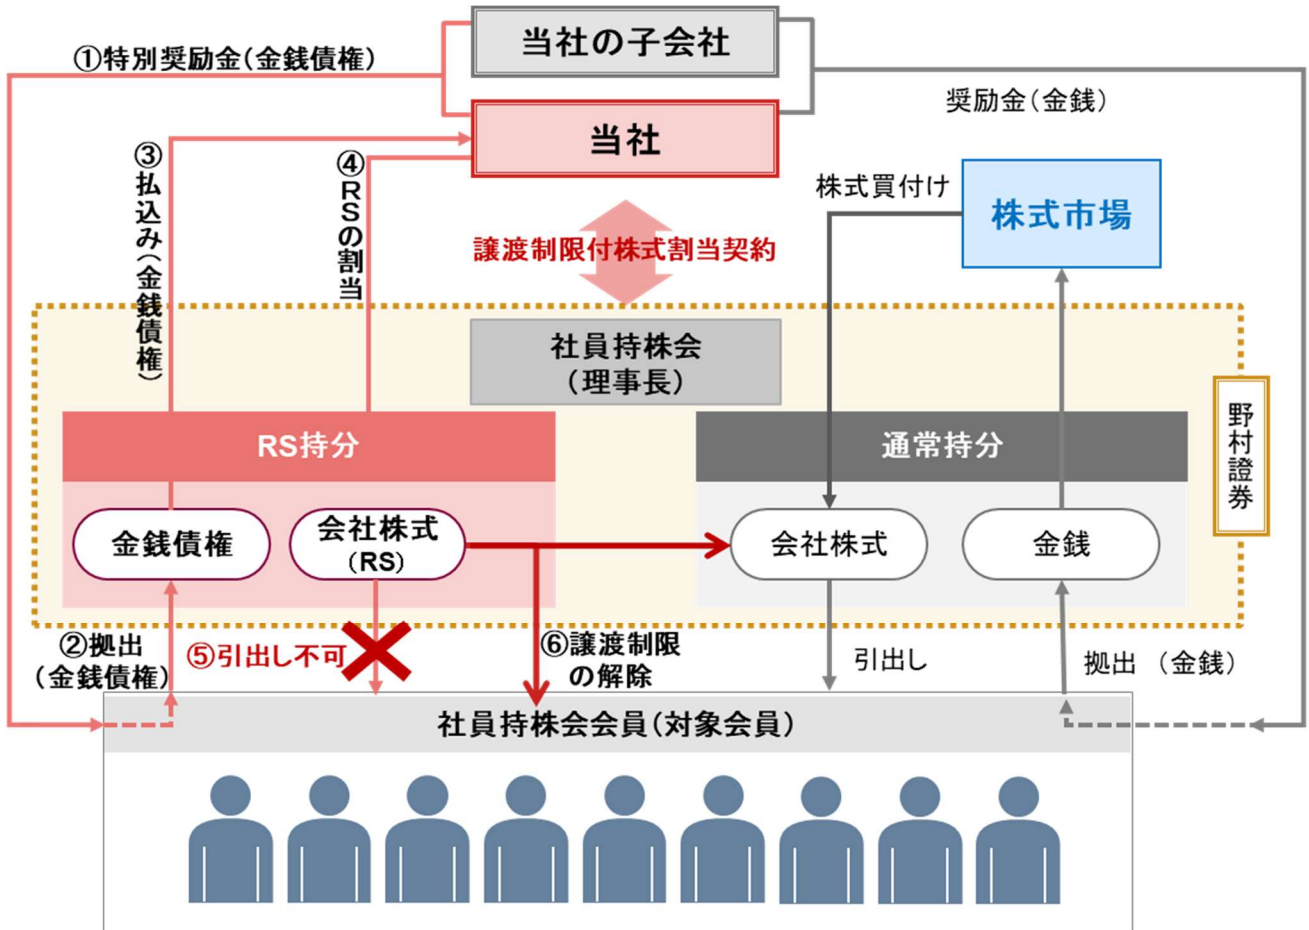 当社の子会社
①特別奨励金(金銭債権)
奨励金(金銭)
当社
③払込み(金銭債権)
④RSの割当
株式買付け
株式市場
譲渡制限付株式割当契約
社員持株会
(理事長)
野村證券
RS持分
通常持分
金銭債権
会社株式
(RS)
会社株式
金銭
②拠出
(金銭債権)
⑤引出し不可
⑥譲渡制限
の解除
引出し
拠出 (金銭)
社員持株会会員(対象会員)